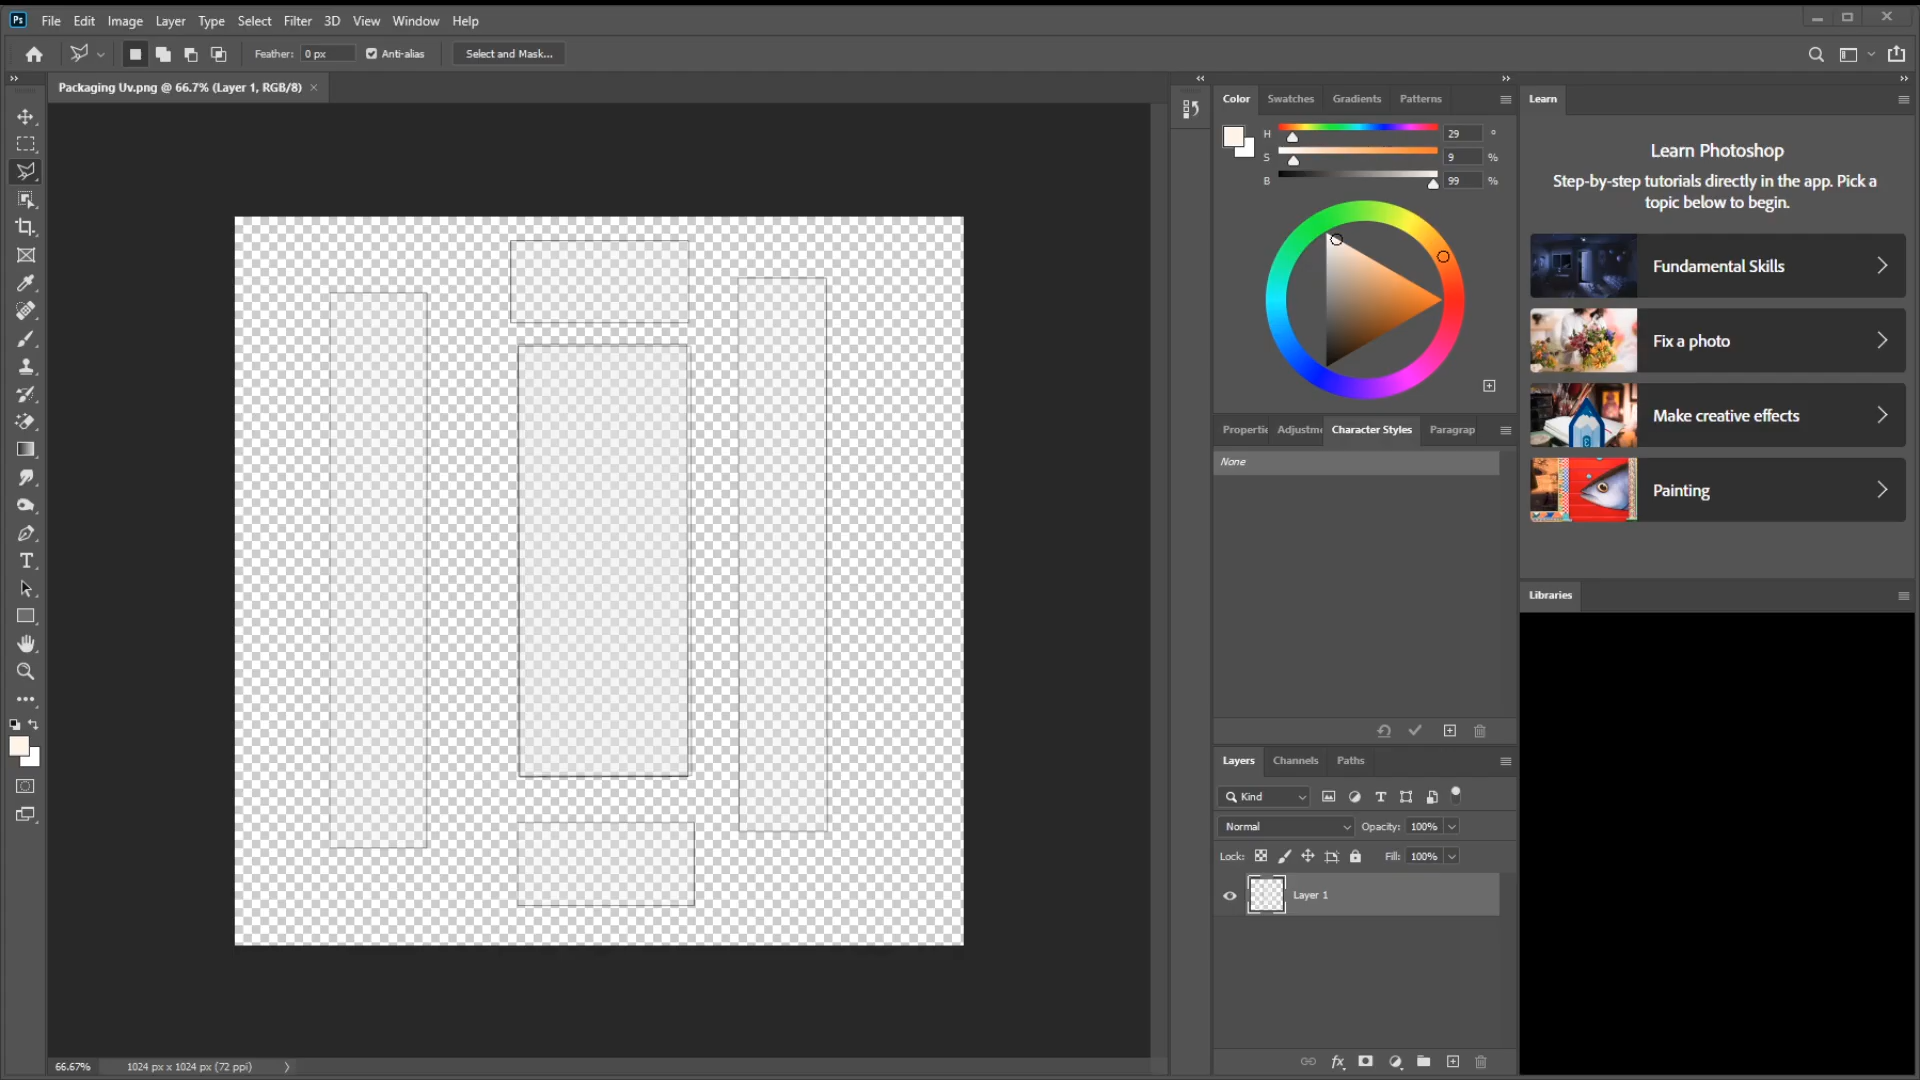 Ps File Edit Image Layer Type Select Filter 3D View Window Help
Feather: 0 px Anti-alias Select and Mask...
Packaging Uv.png @ 66.7% (Layer 1, RGB/8) ×
Color Swatches Gradients Patterns
H 29 °
S 9 %
B 99 %
Learn
Learn Photoshop
Step-by-step tutorials directly in the app. Pick a
topic below to begin.
Fundamental Skills
Fix a photo
Make creative effects
Painting
Propertie Adjustm Character Styles Paragrap
None
Libraries
Layers Channels Paths
Kind
Normal Opacity: 100%
Lock: Fill: 100%
Layer 1
66.67% 1024 px x 1024 px (72 ppi)